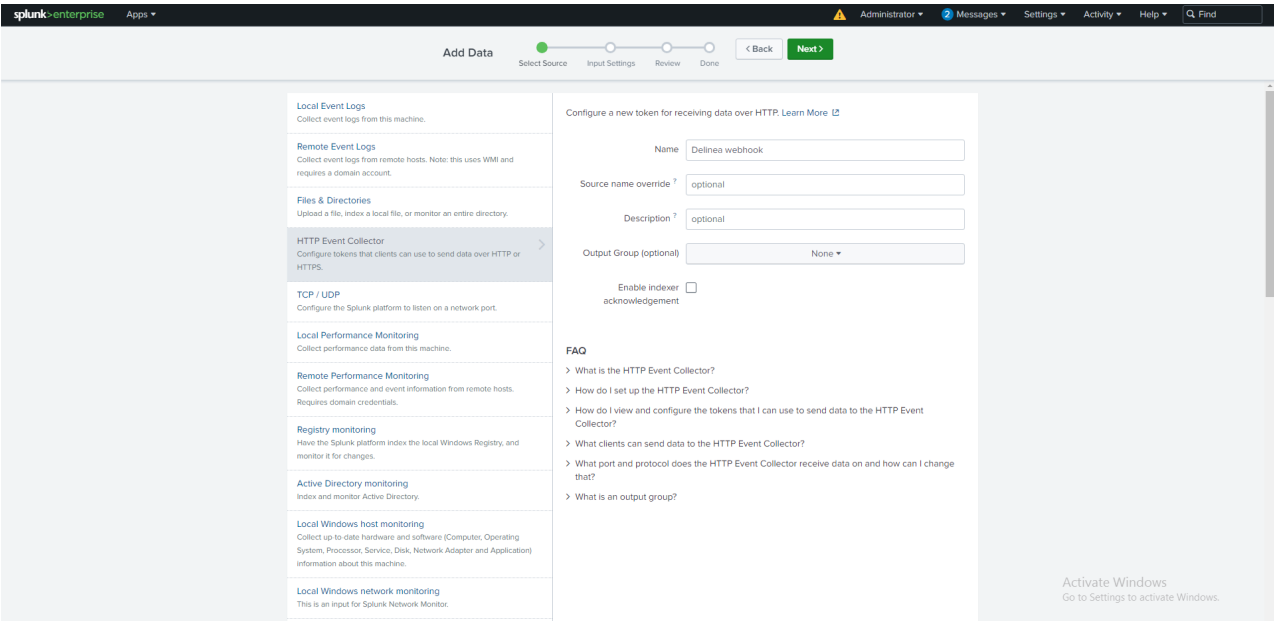 splunk>enterprise Apps ▾ Administrator ▾ 2 Messages ▾ Settings ▾ Activity ▾ Help ▾ Find
Add Data
Select Source Input Settings Review Done
< Back Next >
Local Event Logs
Collect event logs from this machine.
Remote Event Logs
Collect event logs from remote hosts. Note: this uses WMI and
requires a domain account.
Files & Directories
Upload a file, index a local file, or monitor an entire directory.
HTTP Event Collector
Configure tokens that clients can use to send data over HTTP or
HTTPS.
TCP / UDP
Configure the Splunk platform to listen on a network port.
Local Performance Monitoring
Collect performance data from this machine.
Remote Performance Monitoring
Collect performance and event information from remote hosts.
Requires domain credentials.
Registry monitoring
Have the Splunk platform index the local Windows Registry, and
monitor it for changes.
Active Directory monitoring
Index and monitor Active Directory.
Local Windows host monitoring
Collect up-to-date hardware and software (Computer, Operating
System, Processor, Service, Disk, Network Adapter and Application)
information about this machine.
Local Windows network monitoring
This is an input for Splunk Network Monitor.
Configure a new token for receiving data over HTTP. Learn More
Name Delinea webhook
Source name override ? optional
Description ? optional
Output Group (optional) None ▾
Enable indexer
acknowledgement
FAQ
> What is the HTTP Event Collector?
> How do I set up the HTTP Event Collector?
> How do I view and configure the tokens that I can use to send data to the HTTP Event
Collector?
> What clients can send data to the HTTP Event Collector?
> What port and protocol does the HTTP Event Collector receive data on and how can I change
that?
> What is an output group?
Activate Windows
Go to Settings to activate Windows.